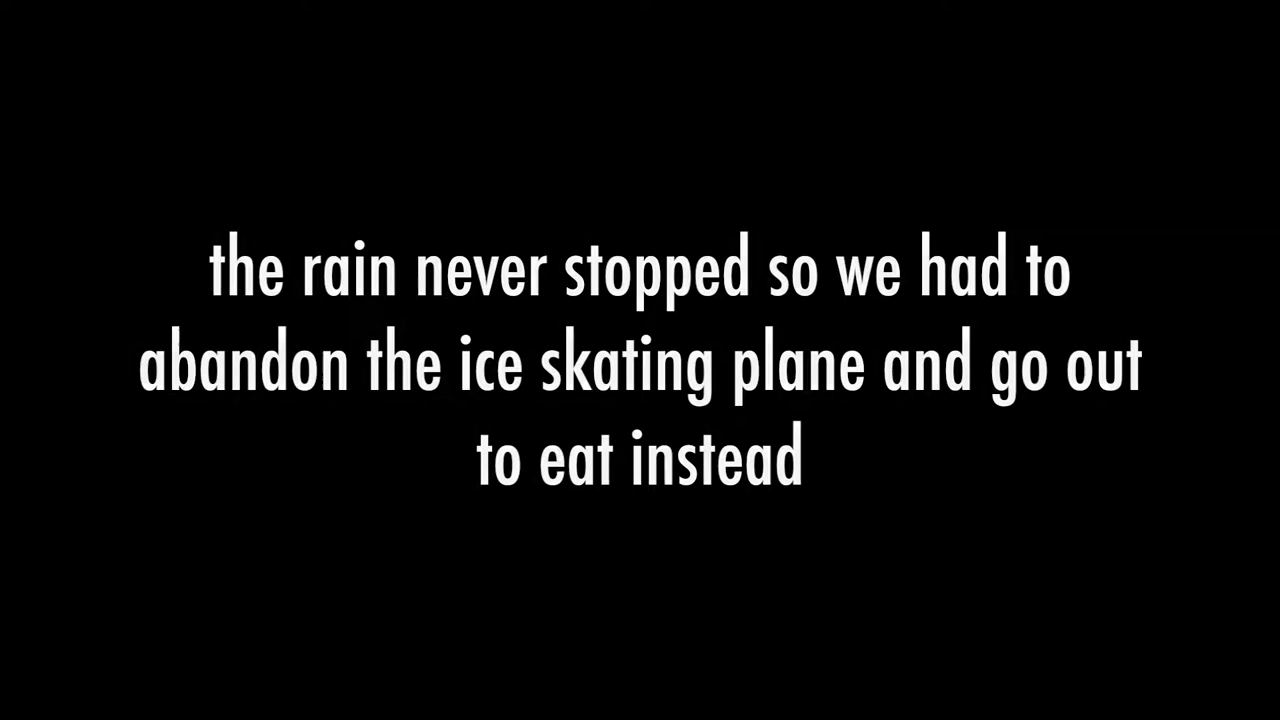 the rain never stopped so we had to
abandon the ice skating plane and go out
to eat instead